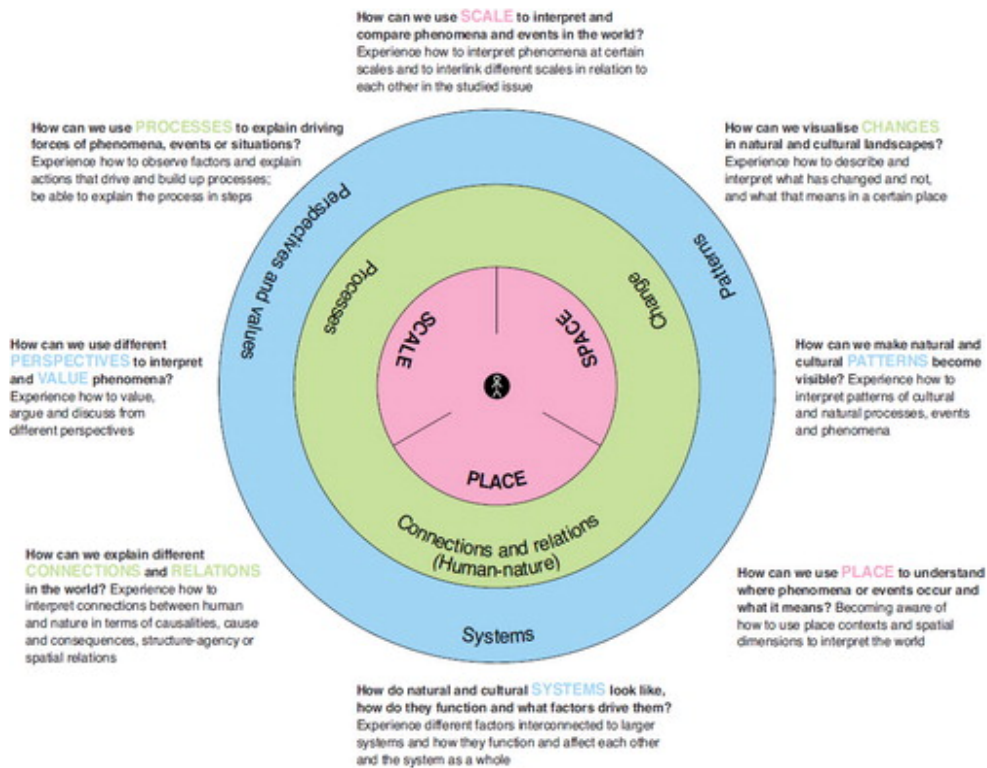 How can we use SCALE to interpret and
compare phenomena and events in the world?
Experience how to interpret phenomena at certain
scales and to interlink different scales in relation to
each other in the studied issue
How can we use PROCESSES to explain driving
forces of phenomena, events or situations?
Experience how to observe factors and explain
actions that drive and build up processes;
be able to explain the process in steps
How can we visualise CHANGES
in natural and cultural landscapes?
Experience how to describe and
interpret what has changed and not,
and what that means in a certain place
Perspectives and values
Patterns
Processes
Change
SCALE
SPACE
PLACE
Connections and relations
(Human-nature)
Systems
How can we use different
PERSPECTIVES to interpret
and VALUE phenomena?
Experience how to value,
argue and discuss from
different perspectives
How can we make natural and
cultural PATTERNS become
visible? Experience how to
interpret patterns of cultural
and natural processes, events
and phenomena
How can we explain different
CONNECTIONS and RELATIONS
in the world? Experience how to
interpret connections between human
and nature in terms of causalities, cause
and consequences, structure-agency or
spatial relations
How can we use PLACE to understand
where phenomena or events occur and
what it means? Becoming aware of
how to use place contexts and spatial
dimensions to interpret the world
How do natural and cultural SYSTEMS look like,
how do they function and what factors drive them?
Experience different factors interconnected to larger
systems and how they function and affect each other
and the system as a whole